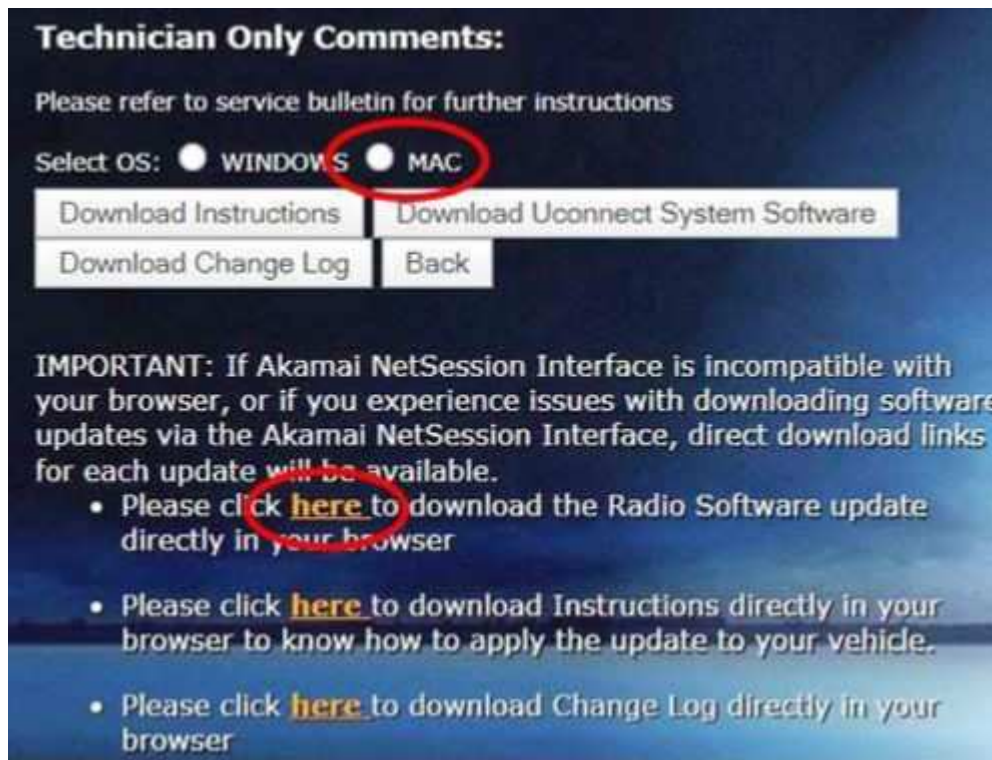 Technician Only Comments:
Please refer to service bulletin for further instructions
Select OS: WINDOWS MAC
Download Instructions Download Uconnect System Software
Download Change Log Back
IMPORTANT: If Akamai NetSession Interface is incompatible with
your browser, or if you experience issues with downloading software
updates via the Akamai NetSession Interface, direct download links
for each update will be available.
• Please click here to download the Radio Software update
directly in your browser
• Please click here to download Instructions directly in your
browser to know how to apply the update to your vehicle.
• Please click here to download Change Log directly in your
browser